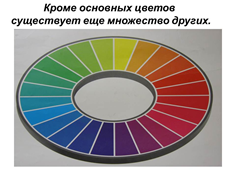 Кроме основных цветов
существует еще множество других.